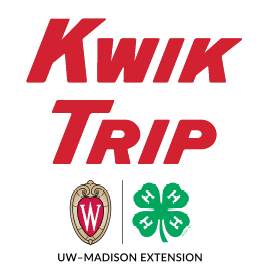 KWIK
TRIP
W H H H H
UW–MADISON EXTENSION